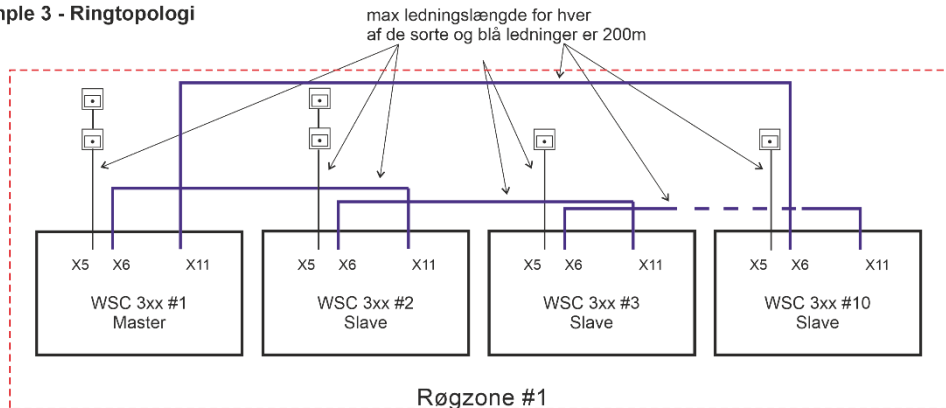 mple 3 - Ringtopologi
max ledningslængde for hver
af de sorte og blå ledninger er 200m
X5 X6 X11
WSC 3xx #1
Master
X5 X6 X11
WSC 3xx #2
Slave
X5 X6 X11
WSC 3xx #3
Slave
X5 X6 X11
WSC 3xx #10
Slave
Røgzone #1